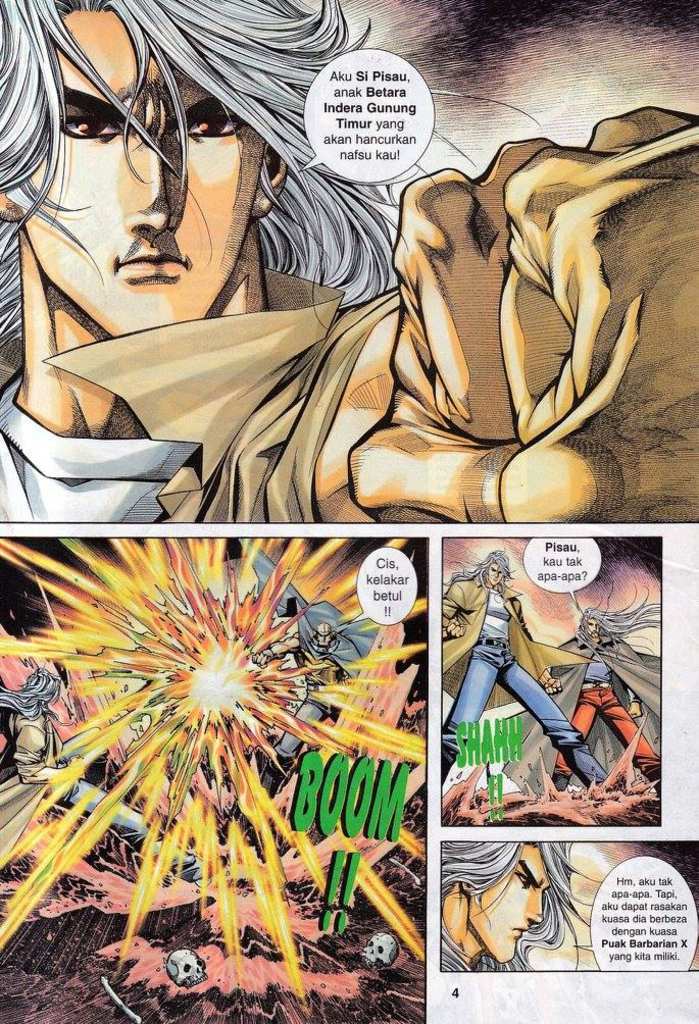 Aku Si Pisau,
anak Betara
Indera Gunung
Timur yang
akan hancurkan
nafsu kau!
Cis,
kelakar
betul
!!
BOOM
!!
Pisau,
kau tak
apa-apa?
SHAHH
!!
Hm, aku tak
apa-apa. Tapi,
aku dapat rasakan
kuasa dia berbeza
dengan kuasa
Puak Barbarian X
yang kita miliki.
4